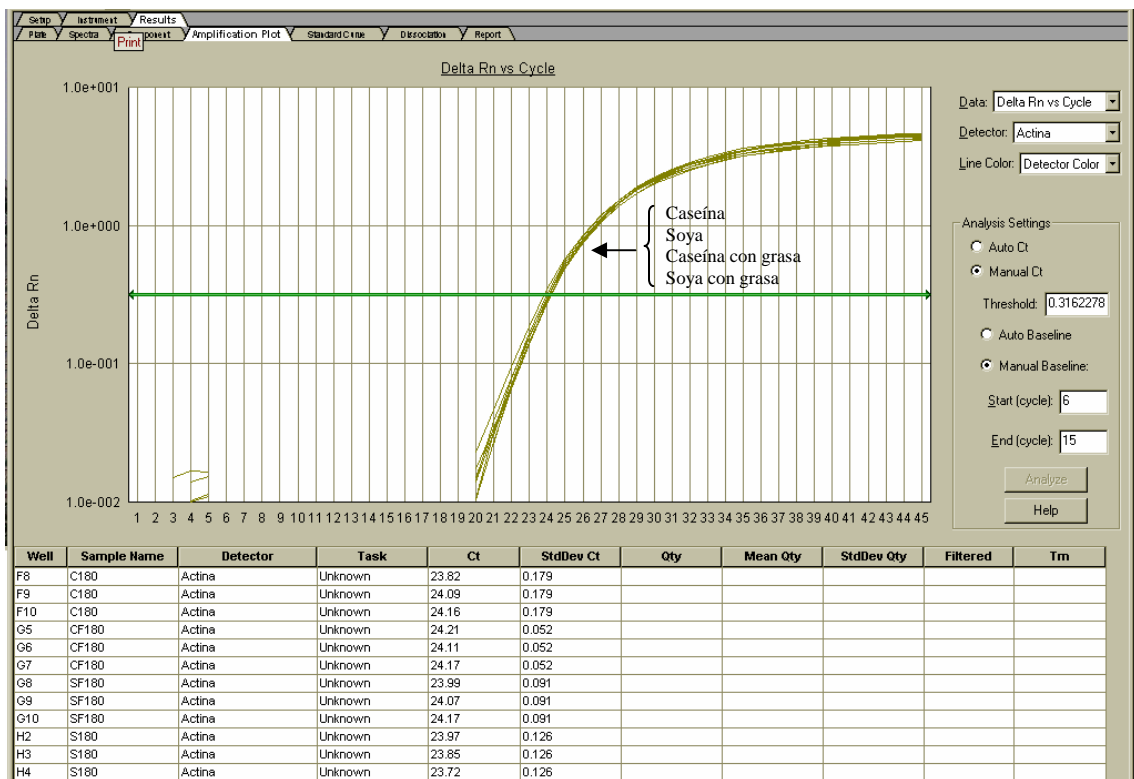 Setup Instrument Results
Plate Spectra Component Amplification Plot Standard Curve Dissociation Report
Print
Delta Rn vs Cycle
1.0e+001
1.0e+000
1.0e-001
1.0e-002
Delta Rn
Caseína
Soya
Caseína con grasa
Soya con grasa
1 2 3 4 5 6 7 8 9 10 11 12 13 14 15 16 17 18 19 20 21 22 23 24 25 26 27 28 29 30 31 32 33 34 35 36 37 38 39 40 41 42 43 44 45
Data: Delta Rn vs Cycle
Detector: Actina
Line Color: Detector Color
Analysis Settings
Auto Ct
Manual Ct
Threshold: 0.3162278
Auto Baseline
Manual Baseline:
Start (cycle): 6
End (cycle): 15
Analyze
Help
Well Sample Name Detector Task Ct StdDev Ct Qty Mean Qty StdDev Qty Filtered Tm
F8 C180 Actina Unknown 23.82 0.179
F9 C180 Actina Unknown 24.09 0.179
F10 C180 Actina Unknown 24.16 0.179
G5 CF180 Actina Unknown 24.21 0.052
G6 CF180 Actina Unknown 24.11 0.052
G7 CF180 Actina Unknown 24.17 0.052
G8 SF180 Actina Unknown 23.99 0.091
G9 SF180 Actina Unknown 24.07 0.091
G10 SF180 Actina Unknown 24.17 0.091
H2 S180 Actina Unknown 23.97 0.126
H3 S180 Actina Unknown 23.85 0.126
H4 S180 Actina Unknown 23.72 0.126